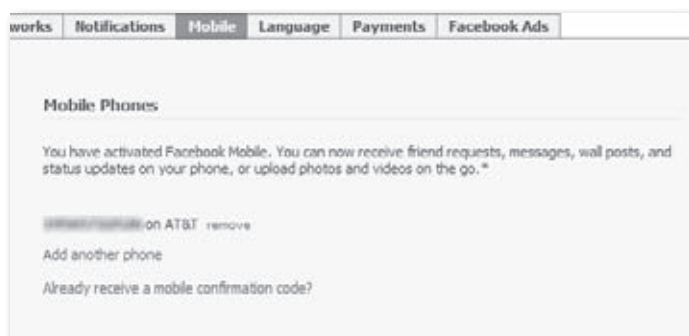 works Notifications Mobile Language Payments Facebook Ads
Mobile Phones
You have activated Facebook Mobile. You can now receive friend requests, messages, wall posts, and
status updates on your phone, or upload photos and videos on the go.*
on AT&T remove
Add another phone
Already receive a mobile confirmation code?